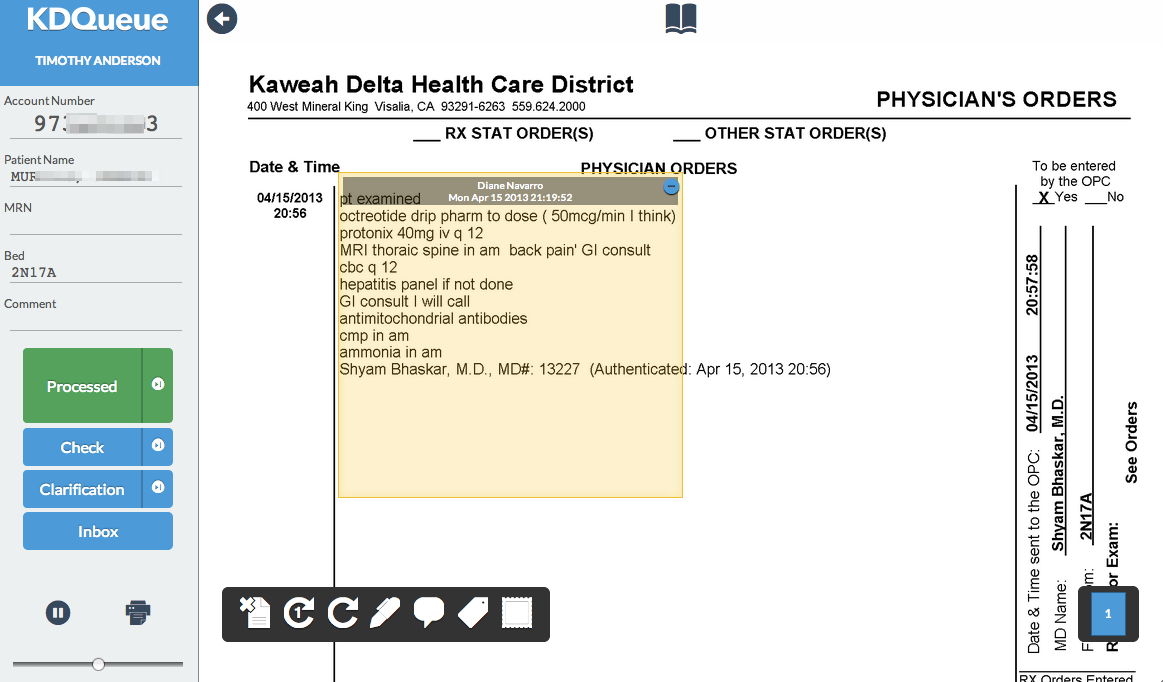 KDQueue
TIMOTHY ANDERSON
Account Number
97 3
Patient Name
MUR
MRN
Bed
2N17A
Comment
Processed
Check
Clarification
Inbox
Kaweah Delta Health Care District
400 West Mineral King Visalia, CA 93291-6263 559.624.2000
PHYSICIAN'S ORDERS
___ RX STAT ORDER(S) ___ OTHER STAT ORDER(S)
Date & Time
PHYSICIAN ORDERS
To be entered
by the OPC
_X_Yes ___No
04/15/2013
20:56
Diane Navarro
Mon Apr 15 2013 21:19:52
pt examined
octreotide drip pharm to dose ( 50mcg/min I think)
protonix 40mg iv q 12
MRI thoraic spine in am back pain' GI consult
cbc q 12
hepatitis panel if not done
GI consult I will call
antimitochondrial antibodies
cmp in am
ammonia in am
Shyam Bhaskar, M.D., MD#: 13227 (Authenticated: Apr 15, 2013 20:56)
Date & Time sent to the OPC: 04/15/2013 20:57:58
MD Name: Shyam Bhaskar, M.D.
2N17A
or Exam: See Orders
1
1
RX Orders Entered